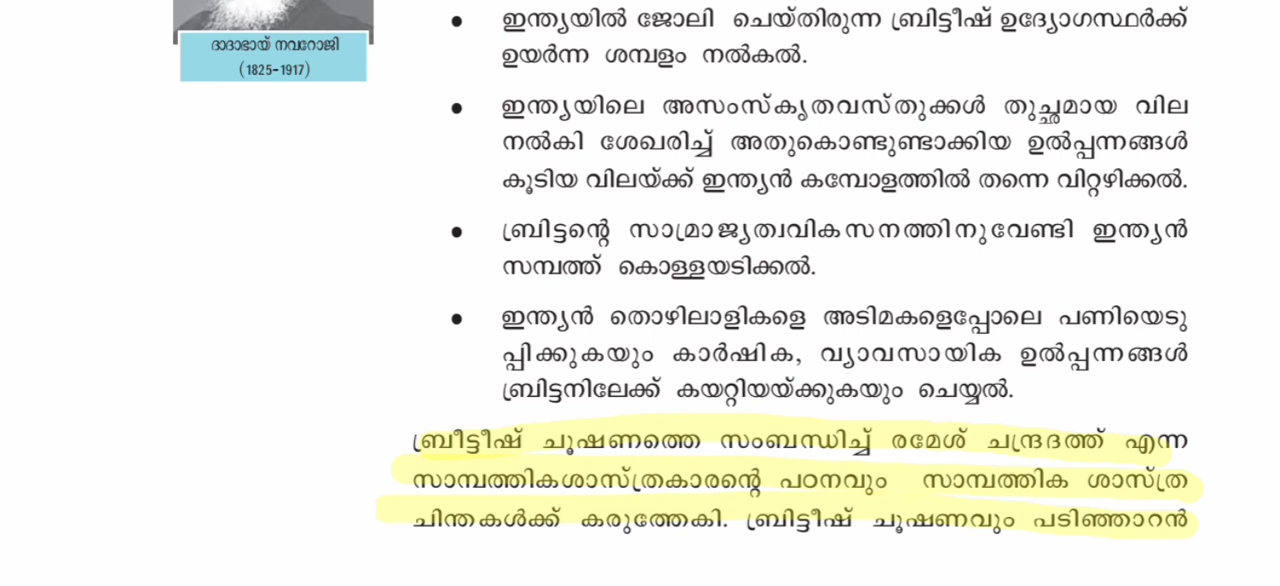 ദാദാഭായ് നവറോജി
(1825-1917)
• ഇന്ത്യയിൽ ജോലി ചെയ്തിരുന്ന ബ്രിട്ടീഷ് ഉദ്യോഗസ്ഥർക്ക്
ഉയർന്ന ശമ്പളം നൽകൽ.
• ഇന്ത്യയിലെ അസംസ്കൃതവസ്തുക്കൾ തുച്ഛമായ വില
നൽകി ശേഖരിച്ച് അതുകൊണ്ടുണ്ടാക്കിയ ഉൽപ്പന്നങ്ങൾ
കൂടിയ വിലയ്ക്ക് ഇന്ത്യൻ കമ്പോളത്തിൽ തന്നെ വിറ്റഴിക്കൽ.
• ബ്രിട്ടന്റെ സാമ്രാജ്യത്വവികസനത്തിനുവേണ്ടി ഇന്ത്യൻ
സമ്പത്ത് കൊള്ളയടിക്കൽ.
• ഇന്ത്യൻ തൊഴിലാളികളെ അടിമകളെപ്പോലെ പണിയെടു
പ്പിക്കുകയും കാർഷിക, വ്യാവസായിക ഉൽപ്പന്നങ്ങൾ
ബ്രിട്ടനിലേക്ക് കയറ്റിയയ്ക്കുകയും ചെയ്യൽ.
ബ്രീട്ടീഷ് ചൂഷണത്തെ സംബന്ധിച്ച് രമേശ് ചന്ദ്രദത്ത് എന്ന
സാമ്പത്തികശാസ്ത്രകാരന്റെ പഠനവും സാമ്പത്തിക ശാസ്ത്ര
ചിന്തകൾക്ക് കരുത്തേകി. ബ്രിട്ടീഷ് ചൂഷണവും പടിഞ്ഞാറൻ